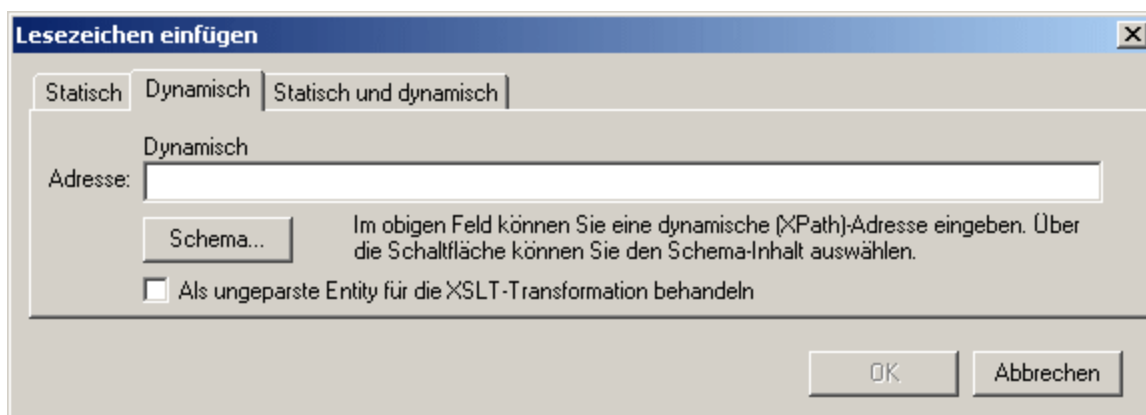 Lesezeichen einfügen
Statisch Dynamisch Statisch und dynamisch
Dynamisch
Adresse:
Schema...
Im obigen Feld können Sie eine dynamische (XPath)-Adresse eingeben. Über
die Schaltfläche können Sie den Schema-Inhalt auswählen.
Als ungeparste Entity für die XSLT-Transformation behandeln
OK Abbrechen